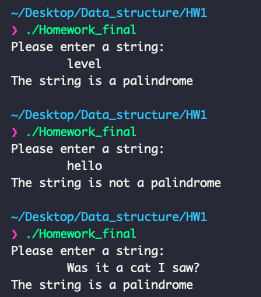 ~/Desktop/Data_structure/HW1
❯ ./Homework_final
Please enter a string:
level
The string is a palindrome
~/Desktop/Data_structure/HW1
❯ ./Homework_final
Please enter a string:
hello
The string is not a palindrome
~/Desktop/Data_structure/HW1
❯ ./Homework_final
Please enter a string:
Was it a cat I saw?
The string is a palindrome